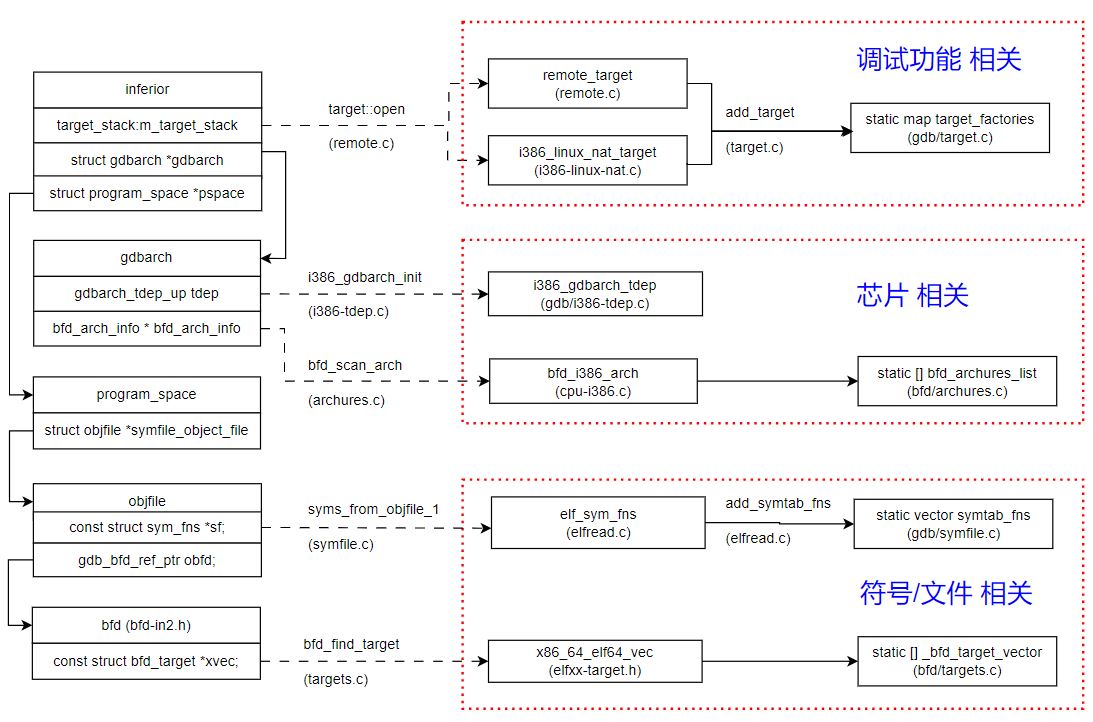 inferior
target_stack:m_target_stack
struct gdbarch *gdbarch
struct program_space *pspace
target::open
(remote.c)
remote_target
(remote.c)
i386_linux_nat_target
(i386-linux-nat.c)
add_target
(target.c)
调试功能 相关
static map target_factories
(gdb/target.c)
gdbarch
gdbarch_tdep_up tdep
bfd_arch_info * bfd_arch_info
i386_gdbarch_init
(i386-tdep.c)
i386_gdbarch_tdep
(gdb/i386-tdep.c)
芯片 相关
bfd_scan_arch
(archures.c)
bfd_i386_arch
(cpu-i386.c)
static [] bfd_archures_list
(bfd/archures.c)
program_space
struct objfile *symfile_object_file
objfile
const struct sym_fns *sf;
gdb_bfd_ref_ptr obfd;
syms_from_objfile_1
(symfile.c)
elf_sym_fns
(elfread.c)
add_symtab_fns
(elfread.c)
static vector symtab_fns
(gdb/symfile.c)
符号/文件 相关
bfd (bfd-in2.h)
const struct bfd_target *xvec;
bfd_find_target
(targets.c)
x86_64_elf64_vec
(elfxx-target.h)
static [] _bfd_target_vector
(bfd/targets.c)